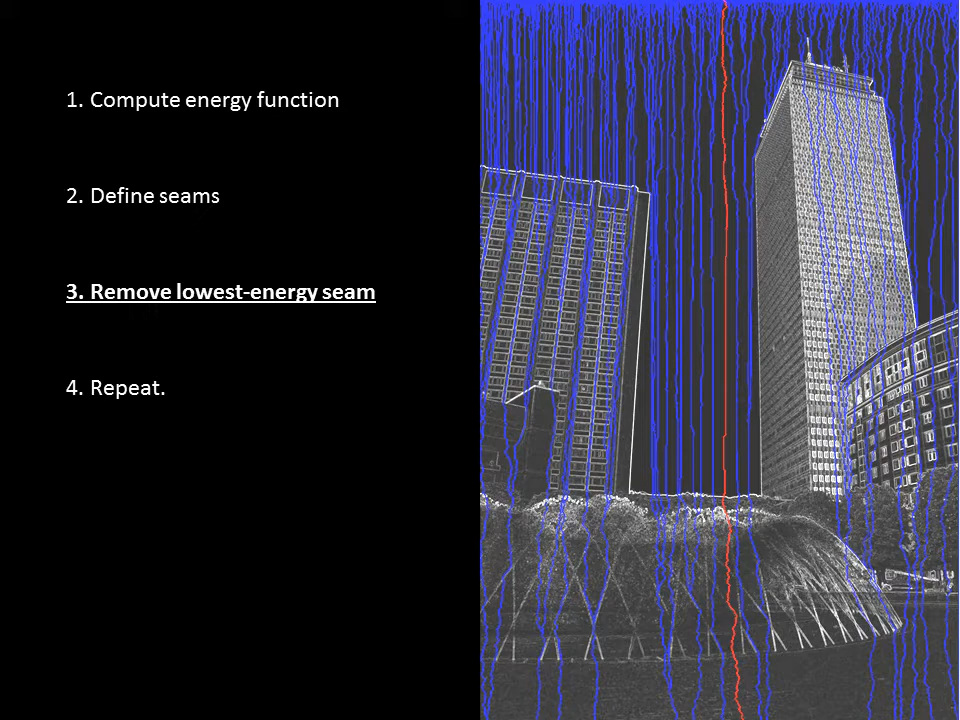 1. Compute energy function
2. Define seams
3. Remove lowest-energy seam
4. Repeat.